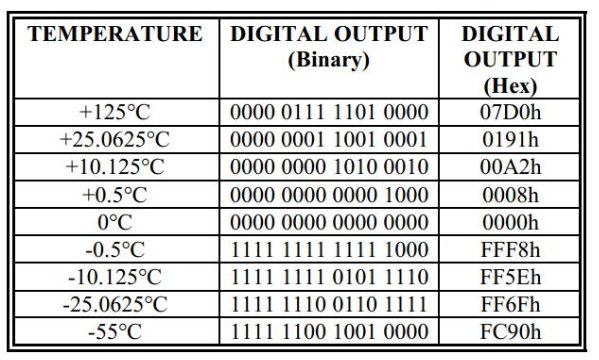 TEMPERATURE DIGITAL OUTPUT DIGITAL
(Binary) OUTPUT
(Hex)
+125°C 0000 0111 1101 0000 07D0h
+25.0625°C 0000 0001 1001 0001 0191h
+10.125°C 0000 0000 1010 0010 00A2h
+0.5°C 0000 0000 0000 1000 0008h
0°C 0000 0000 0000 0000 0000h
-0.5°C 1111 1111 1111 1000 FFF8h
-10.125°C 1111 1111 0101 1110 FF5Eh
-25.0625°C 1111 1110 0110 1111 FF6Fh
-55°C 1111 1100 1001 0000 FC90h